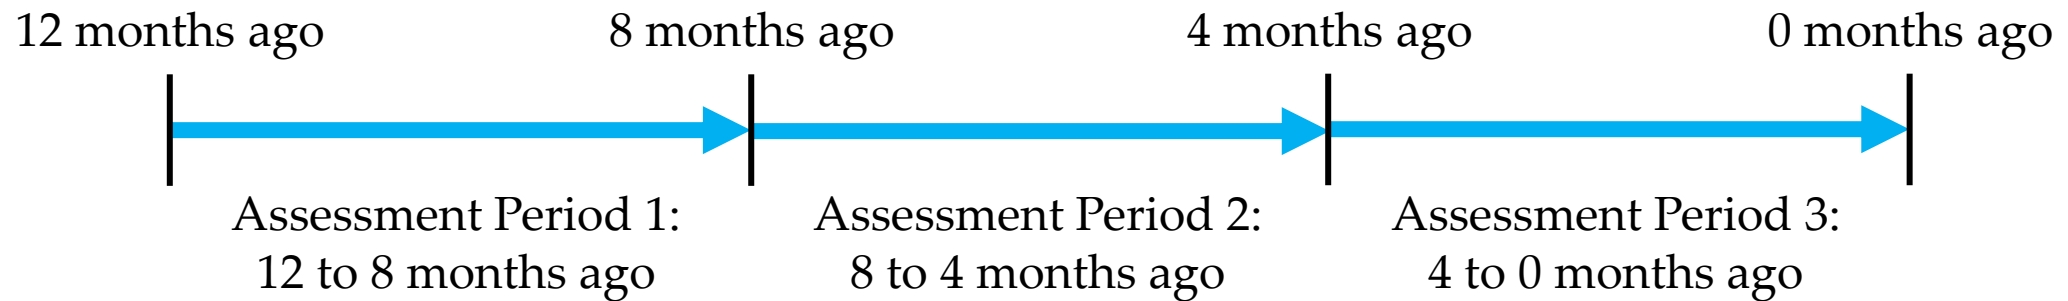 12 months ago
8 months ago
4 months ago
0 months ago
Assessment Period 1:
12 to 8 months ago
Assessment Period 2:
8 to 4 months ago
Assessment Period 3:
4 to 0 months ago